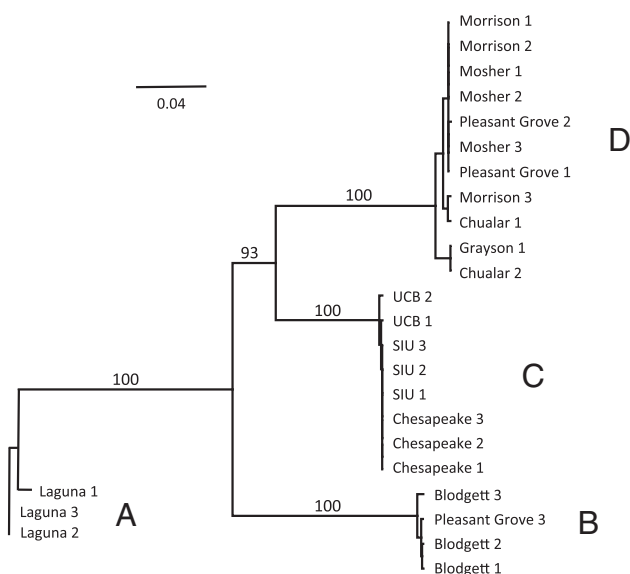 Morrison 1
Morrison 2
Mosher 1
Mosher 2
Pleasant Grove 2
Mosher 3
Pleasant Grove 1
Morrison 3
Chualar 1
Grayson 1
Chualar 2
D
0.04
100
93
UCB 2
UCB 1
SIU 3
SIU 2
SIU 1
Chesapeake 3
Chesapeake 2
Chesapeake 1
C
100
100
Laguna 1
Laguna 3
Laguna 2
A
100
Blodgett 3
Pleasant Grove 3
Blodgett 2
Blodgett 1
B